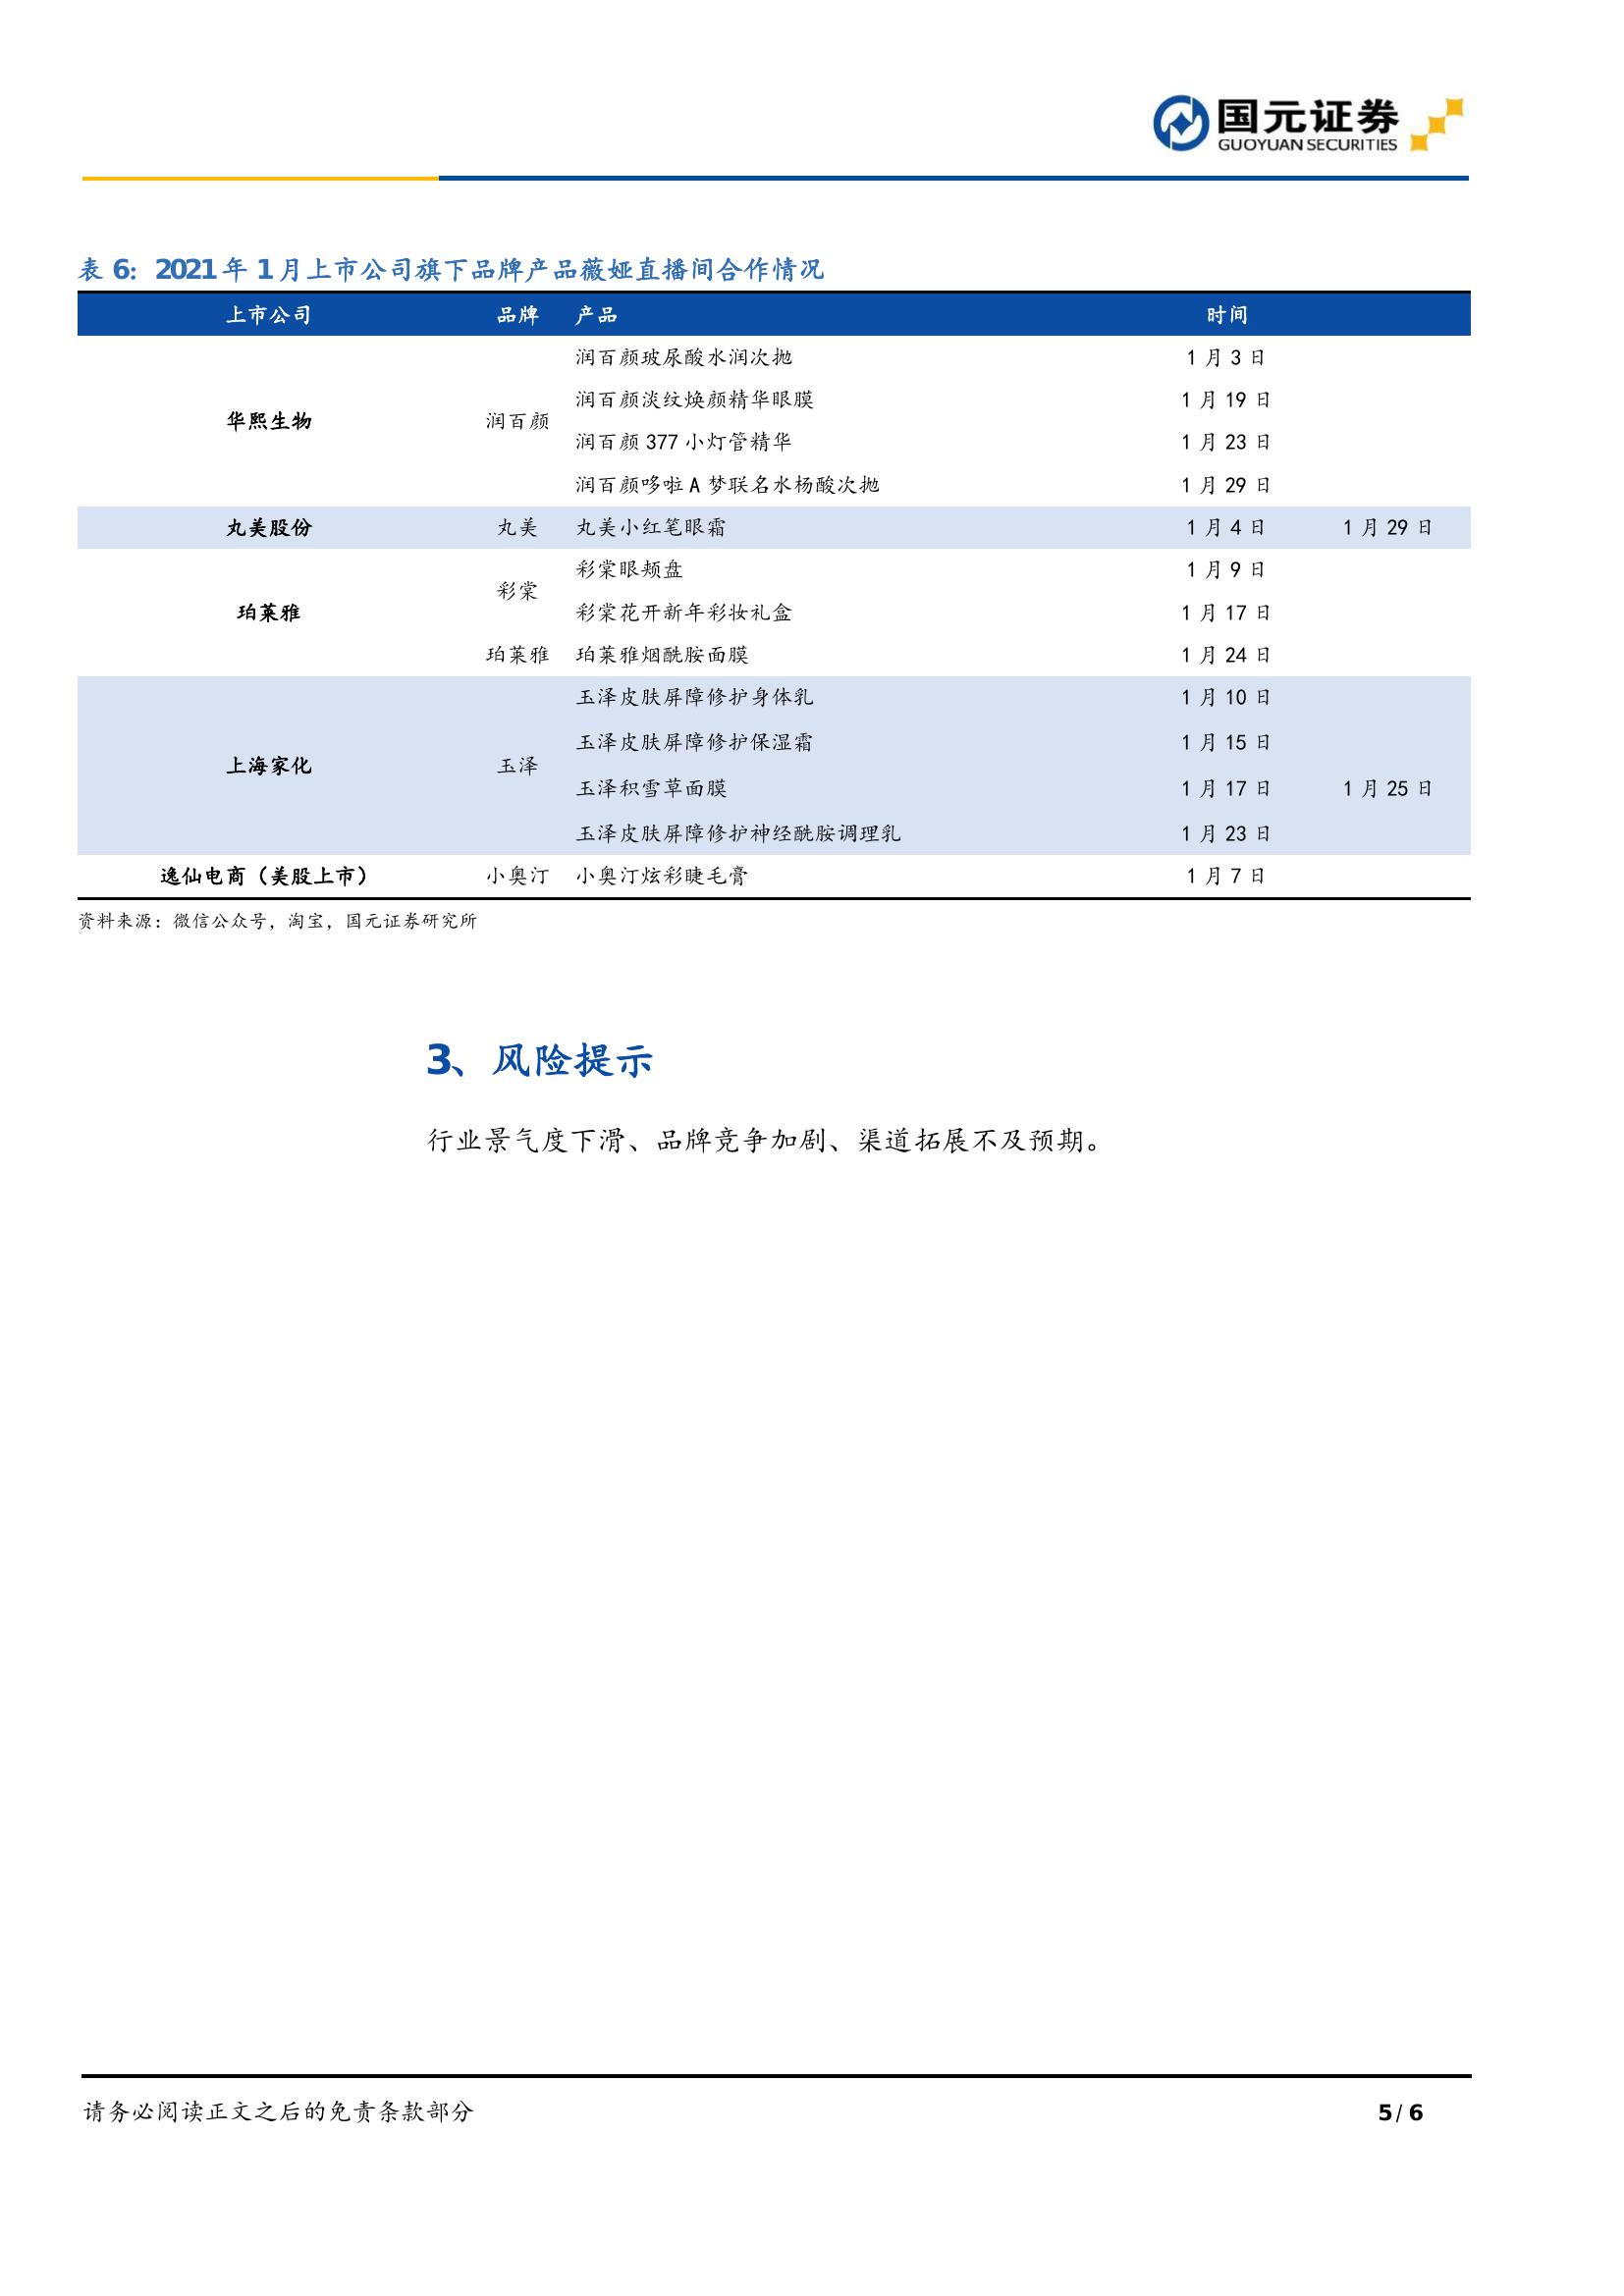 国元证券
GUOYUAN SECURITIES
表 6：2021 年 1 月上市公司旗下品牌产品薇娅直播间合作情况
上市公司 品牌 产品 时间
润百颜玻尿酸水润次抛 1 月 3 日
润百颜淡纹焕颜精华眼膜 1 月 19 日
华熙生物 润百颜
润百颜 377 小灯管精华 1 月 23 日
润百颜哆啦 A 梦联名水杨酸次抛 1 月 29 日
丸美股份 丸美 丸美小红笔眼霜 1 月 4 日 1 月 29 日
彩棠眼颊盘 1 月 9 日
彩棠
珀莱雅 彩棠花开新年彩妆礼盒 1 月 17 日
珀莱雅 珀莱雅烟酰胺面膜 1 月 24 日
玉泽皮肤屏障修护身体乳 1 月 10 日
玉泽皮肤屏障修护保湿霜 1 月 15 日
上海家化 玉泽
玉泽积雪草面膜 1 月 17 日 1 月 25 日
玉泽皮肤屏障修护神经酰胺调理乳 1 月 23 日
逸仙电商（美股上市） 小奥汀 小奥汀炫彩睫毛膏 1 月 7 日
资料来源：微信公众号，淘宝，国元证券研究所
3、风险提示
行业景气度下滑、品牌竞争加剧、渠道拓展不及预期。
请务必阅读正文之后的免责条款部分 5 / 6